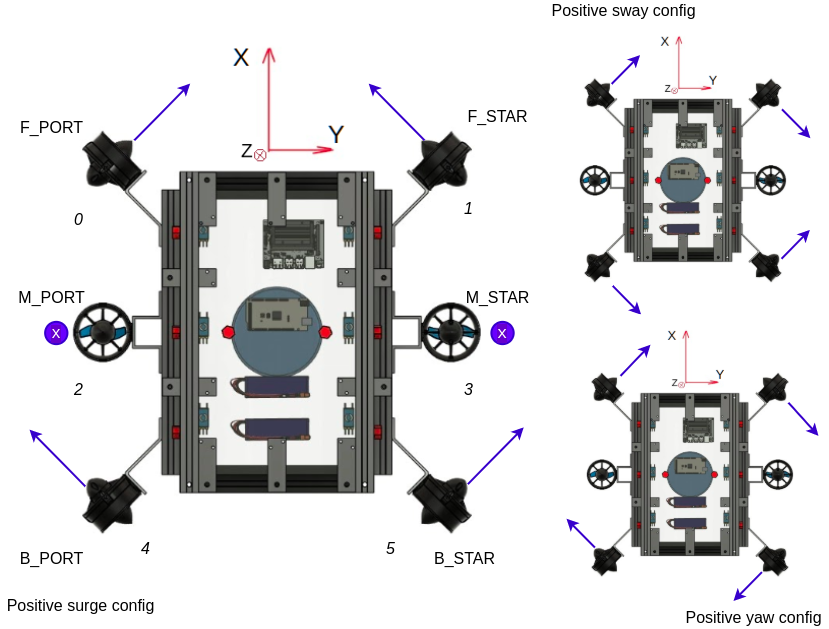 Positive sway config
X
Y
Z
F_PORT
F_STAR
0
1
X
Y
Z
M_PORT
M_STAR
X
X
2
3
X
Y
Z
B_PORT
4
5
B_STAR
Positive surge config
Positive yaw config